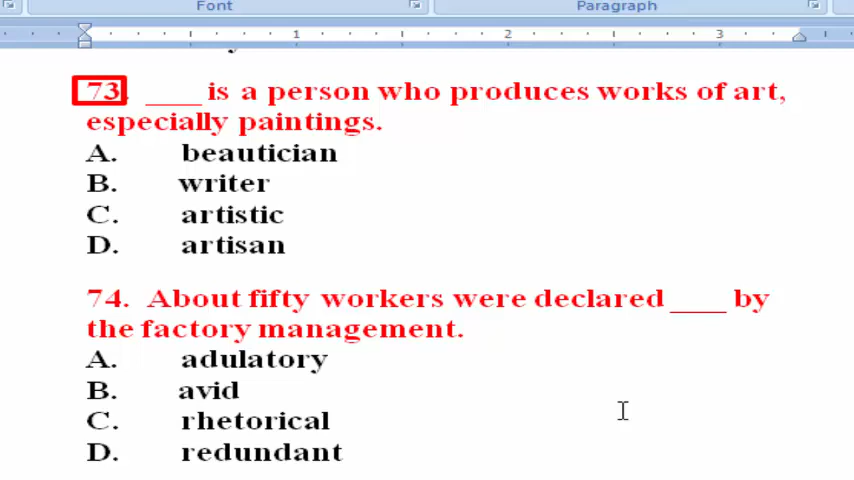 Font Paragraph
1 2 3
73. ____ is a person who produces works of art,
especially paintings.
A. beautician
B. writer
C. artistic
D. artisan
74. About fifty workers were declared ____ by
the factory management.
A. adulatory
B. avid
C. rhetorical
D. redundant